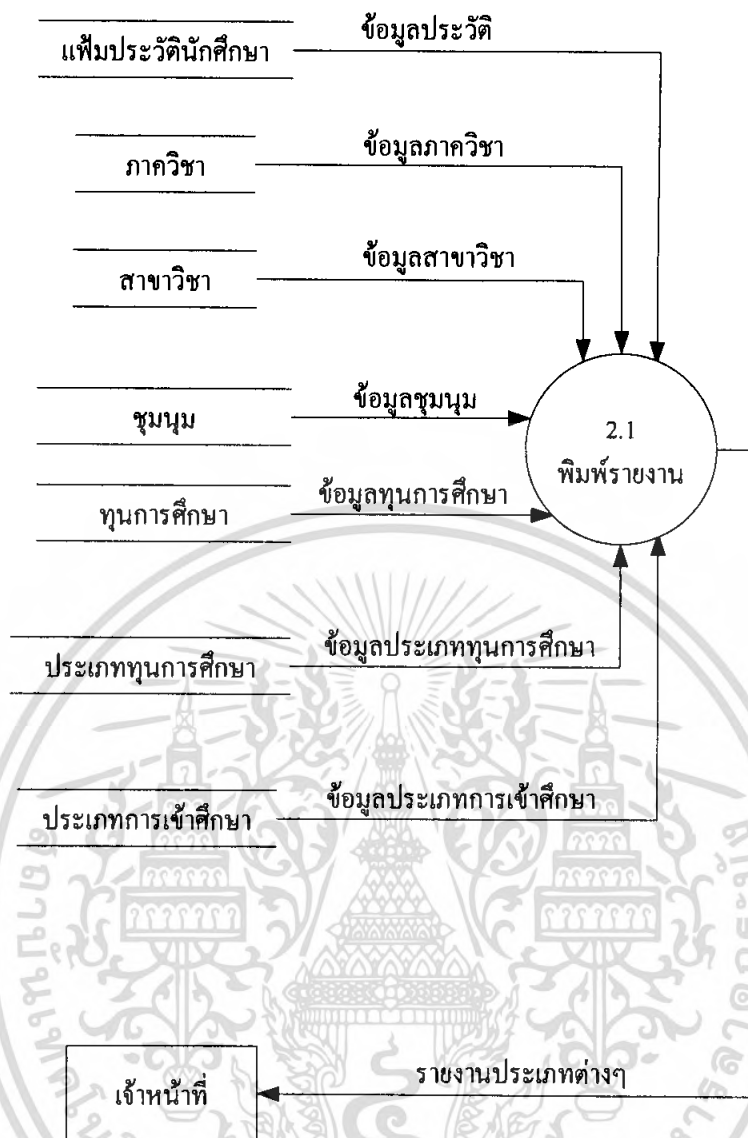 แฟ้มประวัตินักศึกษา
ข้อมูลประวัติ
ภาควิชา
ข้อมูลภาควิชา
สาขาวิชา
ข้อมูลสาขาวิชา
ชุมนุม
ข้อมูลชุมนุม
2.1
พิมพ์รายงาน
ทุนการศึกษา
ข้อมูลทุนการศึกษา
ประเภททุนการศึกษา
ข้อมูลประเภททุนการศึกษา
ประเภทการเข้าศึกษา
ข้อมูลประเภทการเข้าศึกษา
เจ้าหน้าที่
รายงานประเภทต่างๆ